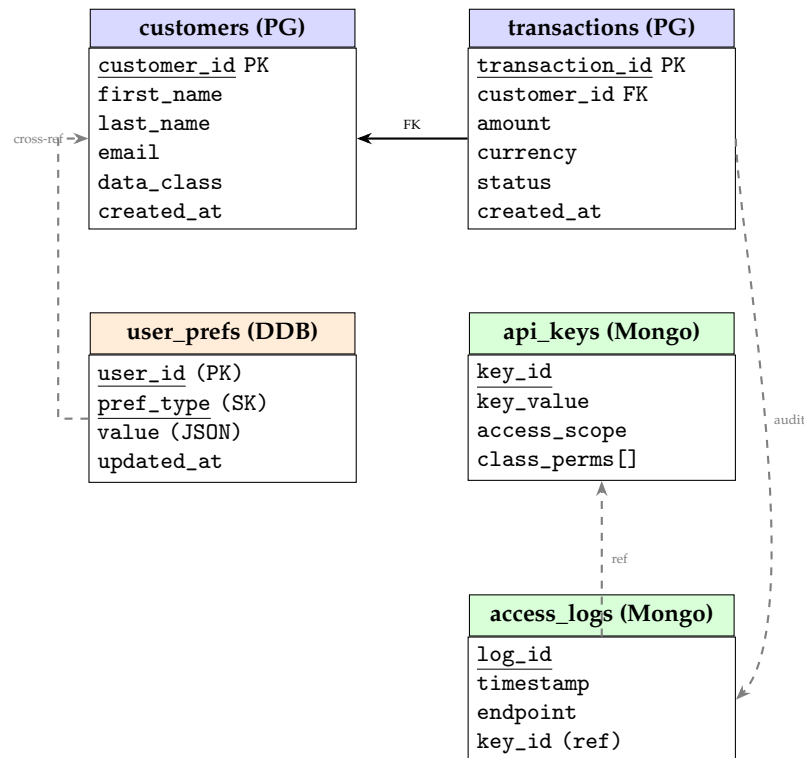 customers (PG)
customer_id PK
first_name
last_name
email
data_class
created_at
transactions (PG)
transaction_id PK
customer_id FK
amount
currency
status
created_at
FK
cross-ref
user_prefs (DDB)
user_id (PK)
pref_type (SK)
value (JSON)
updated_at
api_keys (Mongo)
key_id
key_value
access_scope
class_perms[]
audit
ref
access_logs (Mongo)
log_id
timestamp
endpoint
key_id (ref)